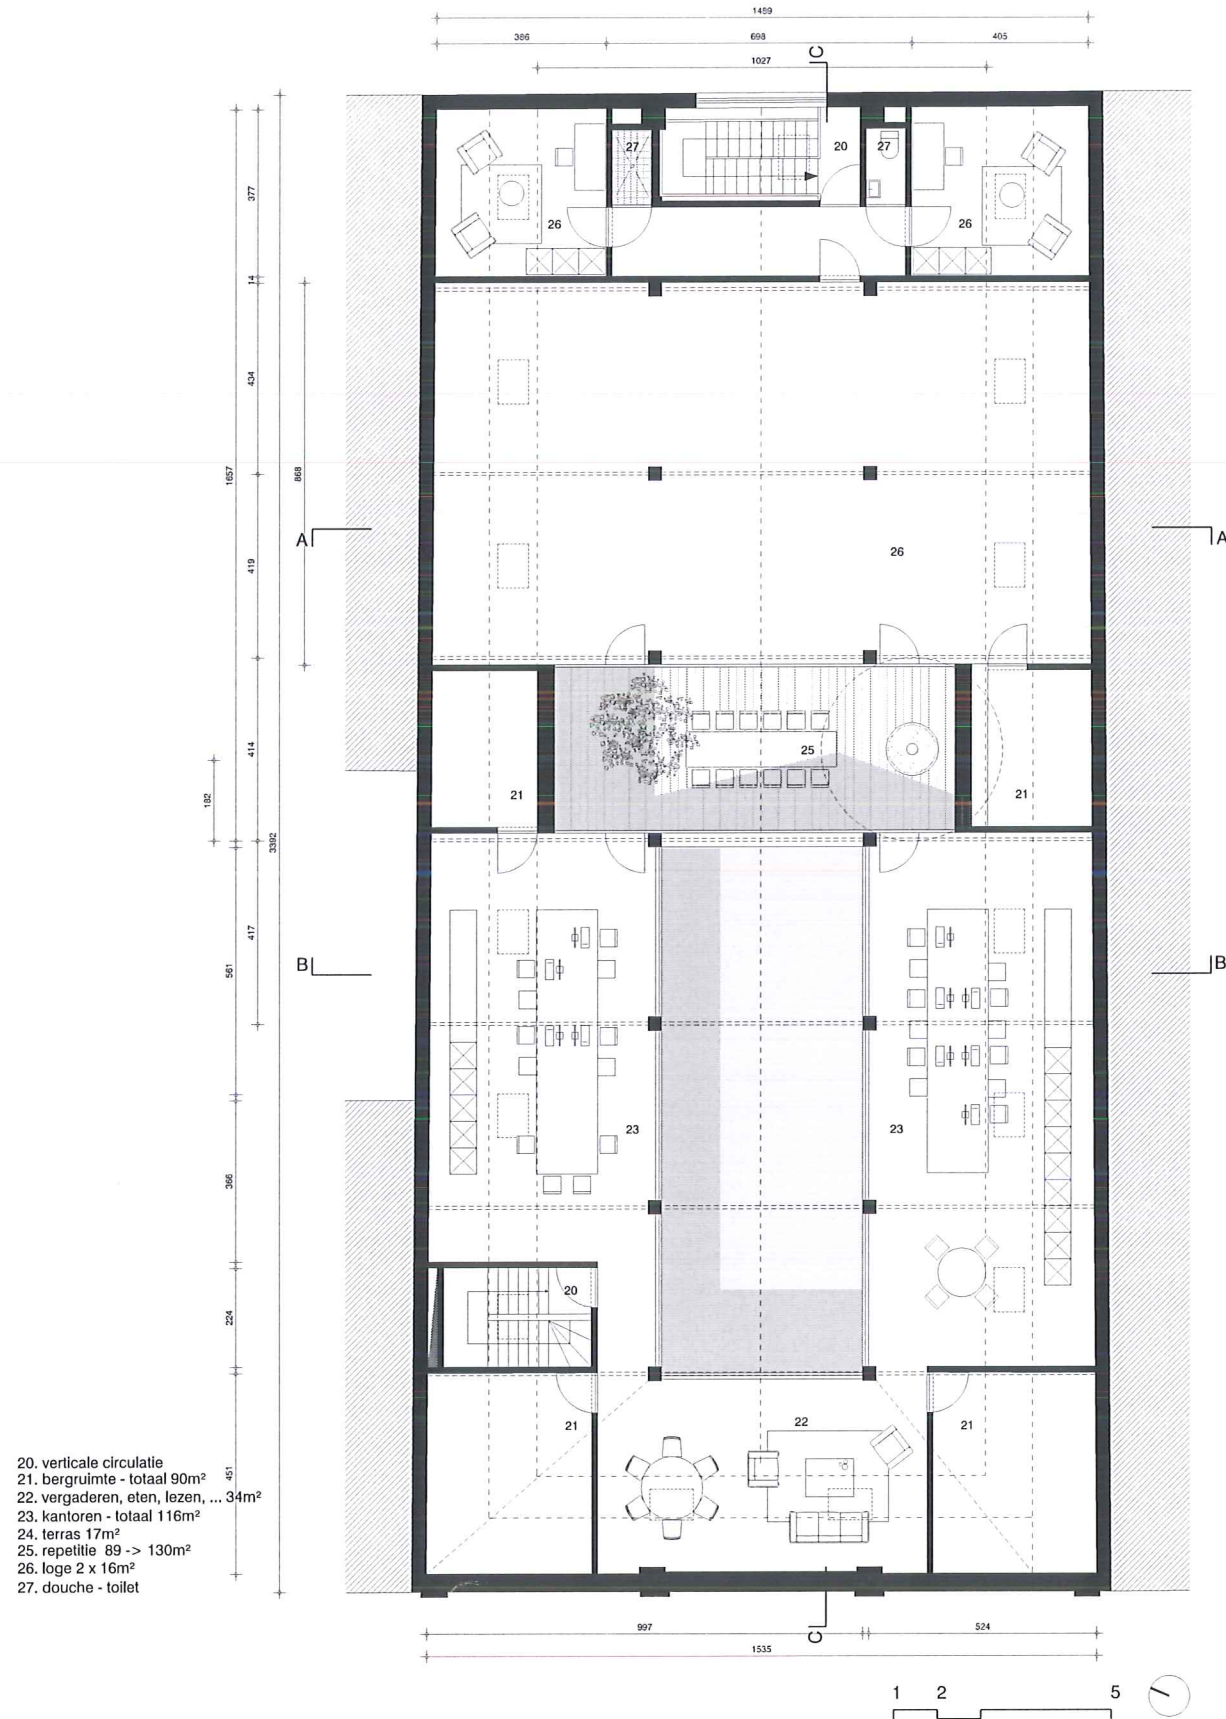 1489
386 698 405
1027
C
27
20
27
26
26
377
14
434
1657
868
A
A
26
419
25
414
21
21
182
3392
417
B
B
561
23
23
366
20
224
22
21
21
451
20. verticale circulatie
21. bergruimte - totaal 90m²
22. vergaderen, eten, lezen, ... 34m²
23. kantoren - totaal 116m²
24. terras 17m²
25. repetitie 89 -> 130m²
26. loge 2 x 16m²
27. douche - toilet
997 524
C
1535
1 2 5